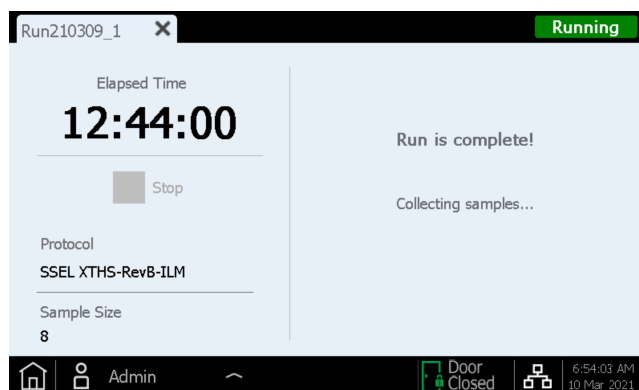 Run210309_1
Running
Elapsed Time
12:44:00
Stop
Protocol
SSEL XTHS-RevB-ILM
Sample Size
8
Run is complete!
Collecting samples...
Admin
Door
Closed
6:54:03 AM
10 Mar 2021